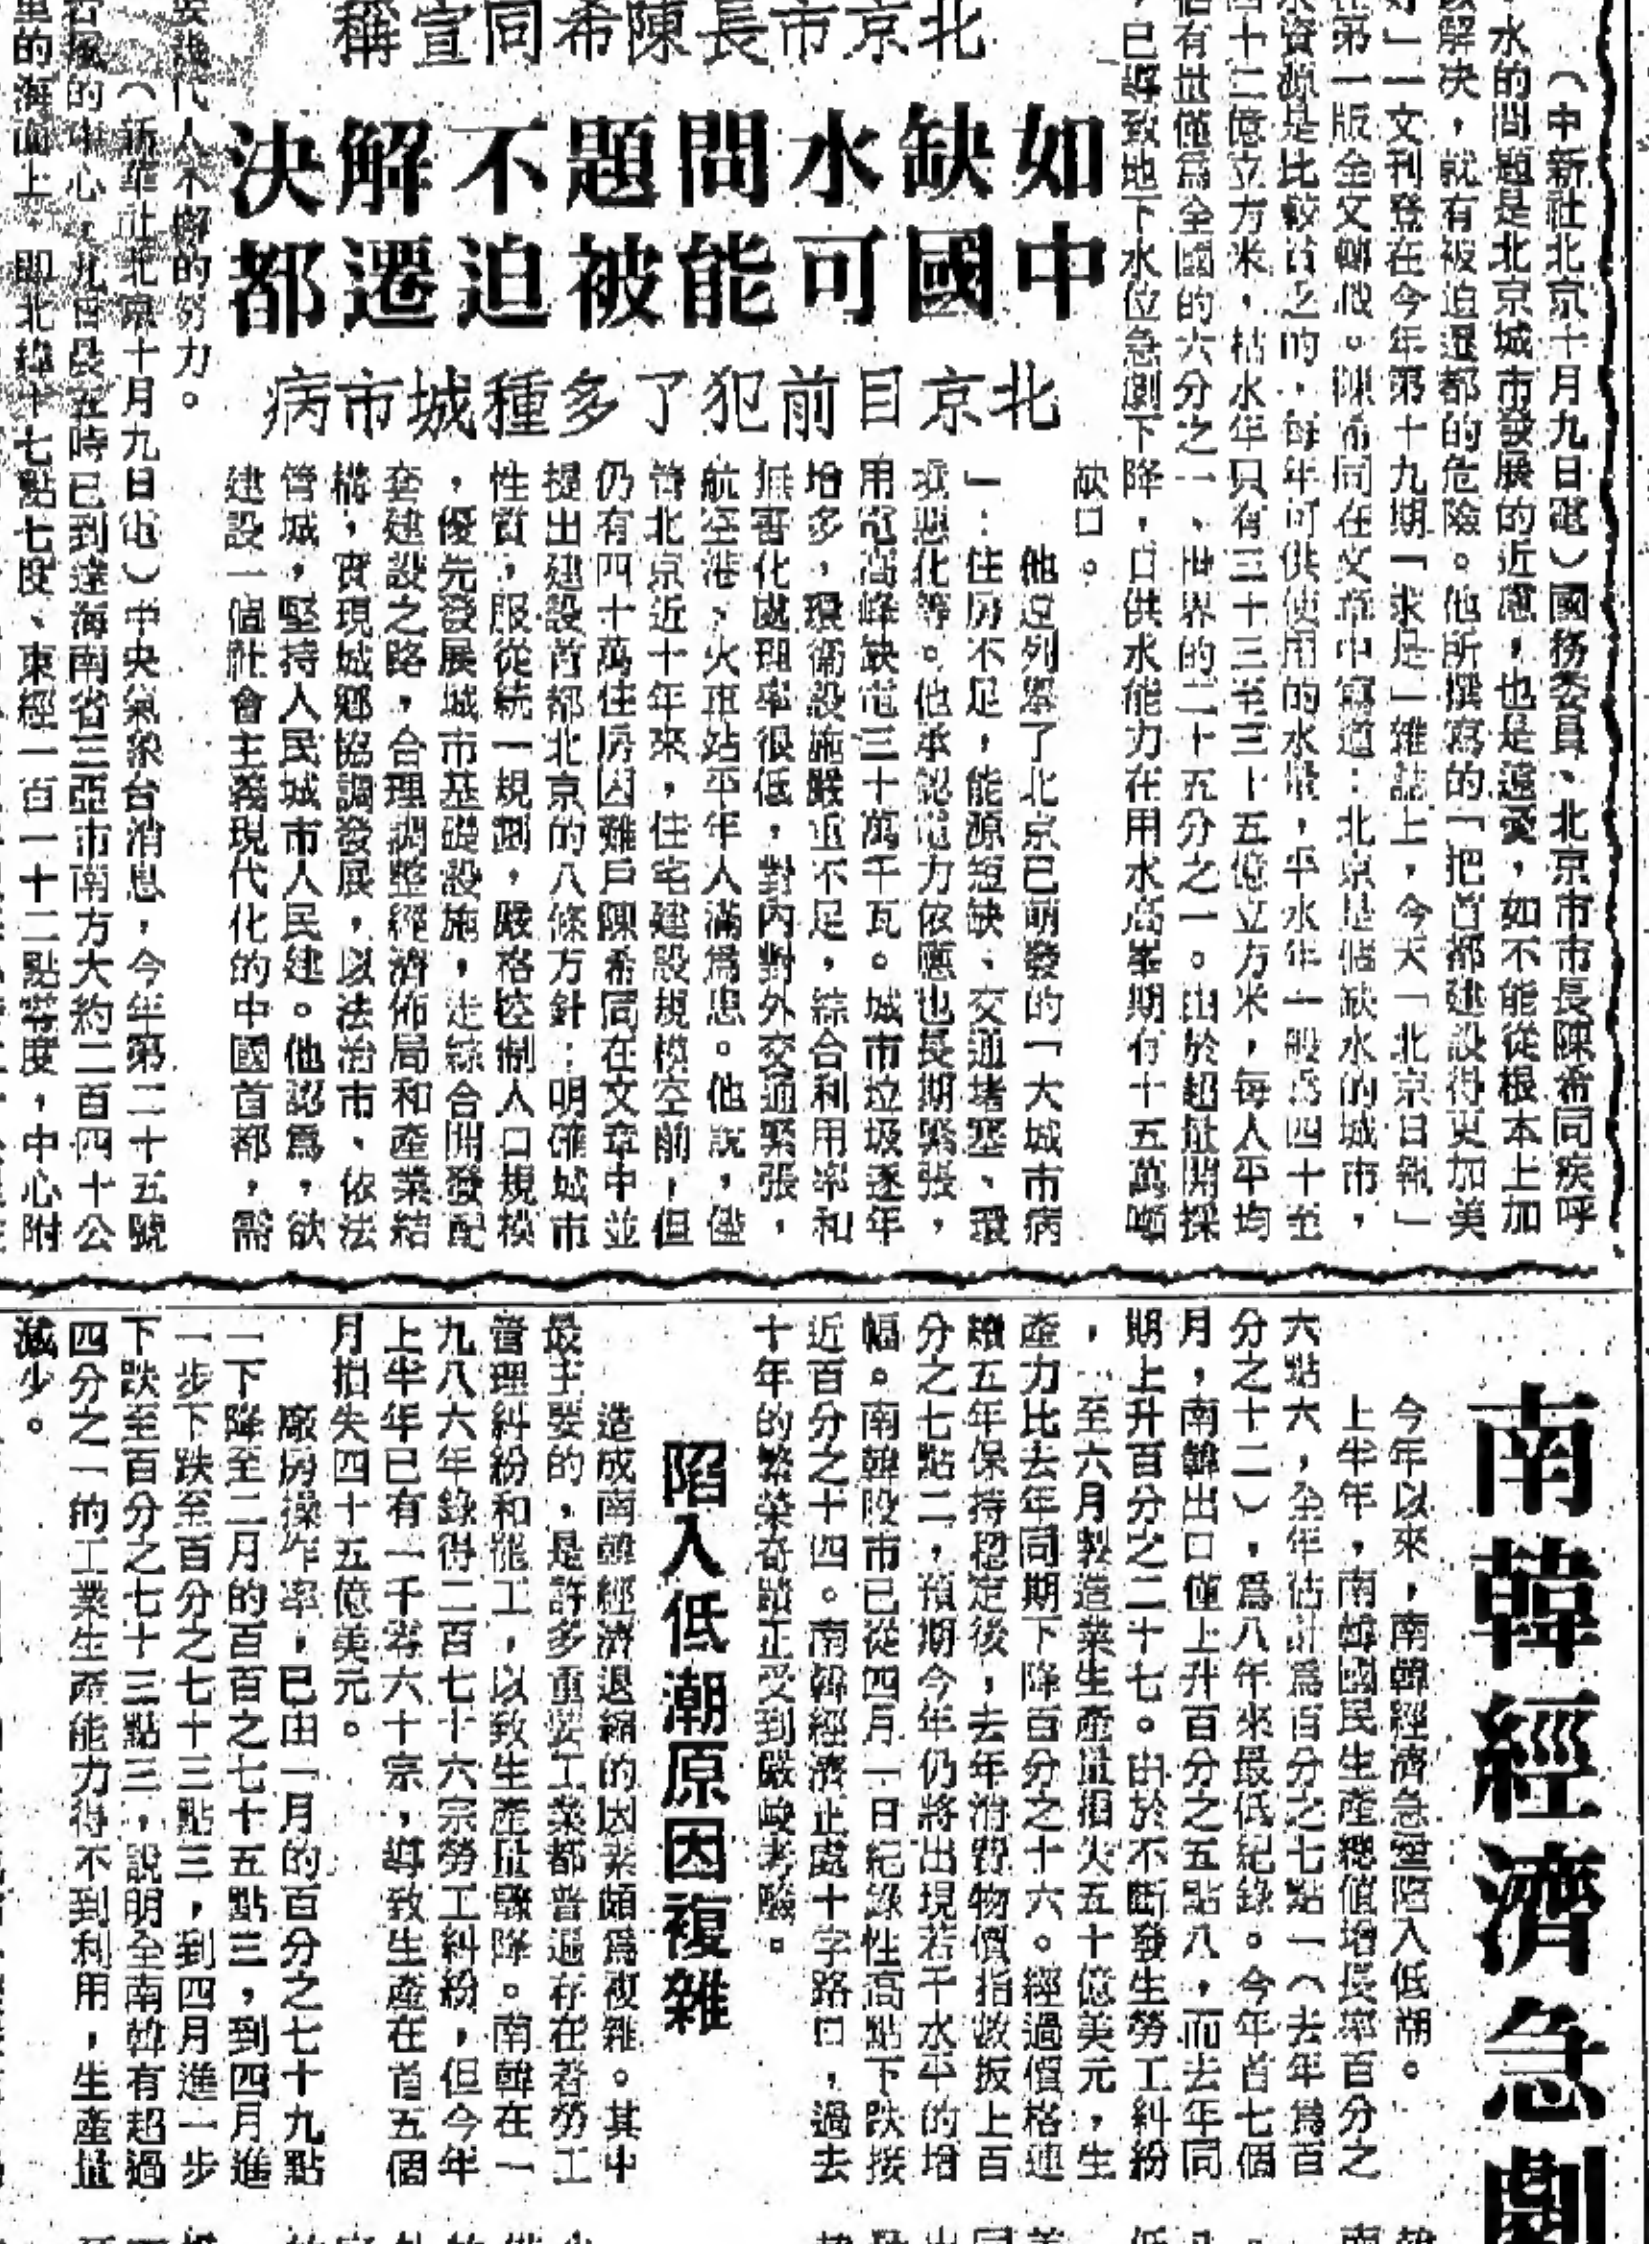 北京市長陳希同宣稱
如缺水問題不解決
中國可能被迫遷都
北京目前犯了多種城市病
（中新社北京十月九日電）國務委員、北京市市長陳希同疾呼
，水的問題是北京城市發展的近慮，也是遠憂，如不能從根本上加
以解決，就有被迫遷都的危險。他所撰寫的「把首都建設得更加美
好」一文刊登在今年第十九期「求是」雜誌上，今天「北京日報」
在第一版全文轉載。陳希同在文章中寫道：北京是個缺水的城市，
水資源是比較貧乏的，每年可供使用的水量，平水年一般爲四十至
四十二億立方米，枯水年只有三十三至三十五億立方米，每人平均
佔有量僅爲全國的六分之一、世界的二十五分之一。由於超量開採
，已導致地下水位急劇下降，日供水能力在用水高峯期有十五萬噸
缺口。
他還列舉了北京已萌發的「大城市病
」：住房不足，能源短缺、交通堵塞、環
境惡化等。他承認電力依應也長期緊張，
用電高峰缺電三十萬千瓦。城市垃圾逐年
增多，環衛設施嚴重不足，綜合利用率和
無害化處理率很低，對內對外交通緊張，
航空港，火車站平年人滿爲患。他說，儘
管北京近十年來，住宅建設規模空前，但
仍有四十萬住房困難戶陳希同在文章中並
提出建設首都北京的八條方針：明確城市
性質，服從統一規劃，嚴格控制人口規模
，優先發展城市基礎設施，走綜合開發配
套建設之路，合理調整經濟佈局和產業結
構，實現城鄉協調發展，以法治市、依法
管城，堅持人民城市人民建。他認爲，欲
建設一個社會主義現代化的中國首都，需
代人不懈的努力。
（新華社北京十月九日電）中央氣象台消息，今年第二十五號
的中心，九日晨五時已到達海南省三亞市南方大約二百四十公
里的海面上，即北緯十七點七度、東經一百一十二點零度，中心附
南韓經濟急劇
今年以來，南韓經濟急速陷入低潮。
上半年，南韓國民生產總值增長率百分之
六點六，全年估計爲百分之七點一（去年爲百
分之十二），爲八年來最低紀錄。今年首七個
月，南韓出口僅上升百分之五點八，而去年同
期上升百分之二十七。由於不斷發生勞工糾紛
，至六月製造業生產量損失五十億美元，生
產力比去年同期下降百分之十六。經過價格連
續五年保持穩定後，去年消費物價指數扳上百
分之七點二，預期今年仍將出現若干水平的增
幅。南韓股市已從四月一日紀錄性高點下跌接
近百分之十四。南韓經濟正處十字路口，過去
十年的繁榮奇蹟正受到嚴峻考驗。
陷入低潮原因複雜
造成南韓經濟退縮的因素頗爲複雜。其中
最主要的，是許多重要工業都普遍存在著勞工
管理糾紛和罷工，以致生產量驟降。南韓在一
九八六年錄得二百七十六宗勞工糾紛，但今年
上半年已有一千零六十宗，導致生產在首五個
月損失四十五億美元。
廠房操作率，已由一月的百分之七十九點
一下降至二月的百百之七十五點三，到四月進
一步下跌至百分之七十三點三，到四月進一步
下跌至百分之七十三點三，說明全南韓有超過
四分之一的工業生產能力得不到利用，生產量
減少。